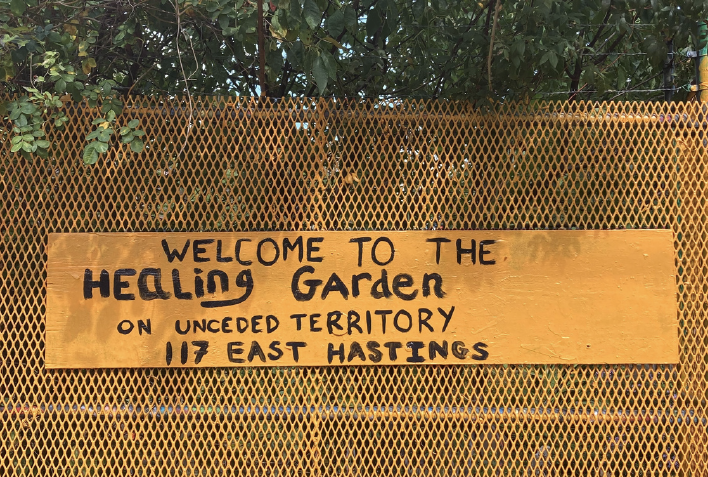 WELCOME TO THE
HEALING GARden
ON UNCEDED TERRITORY
117 EAST HASTINGS